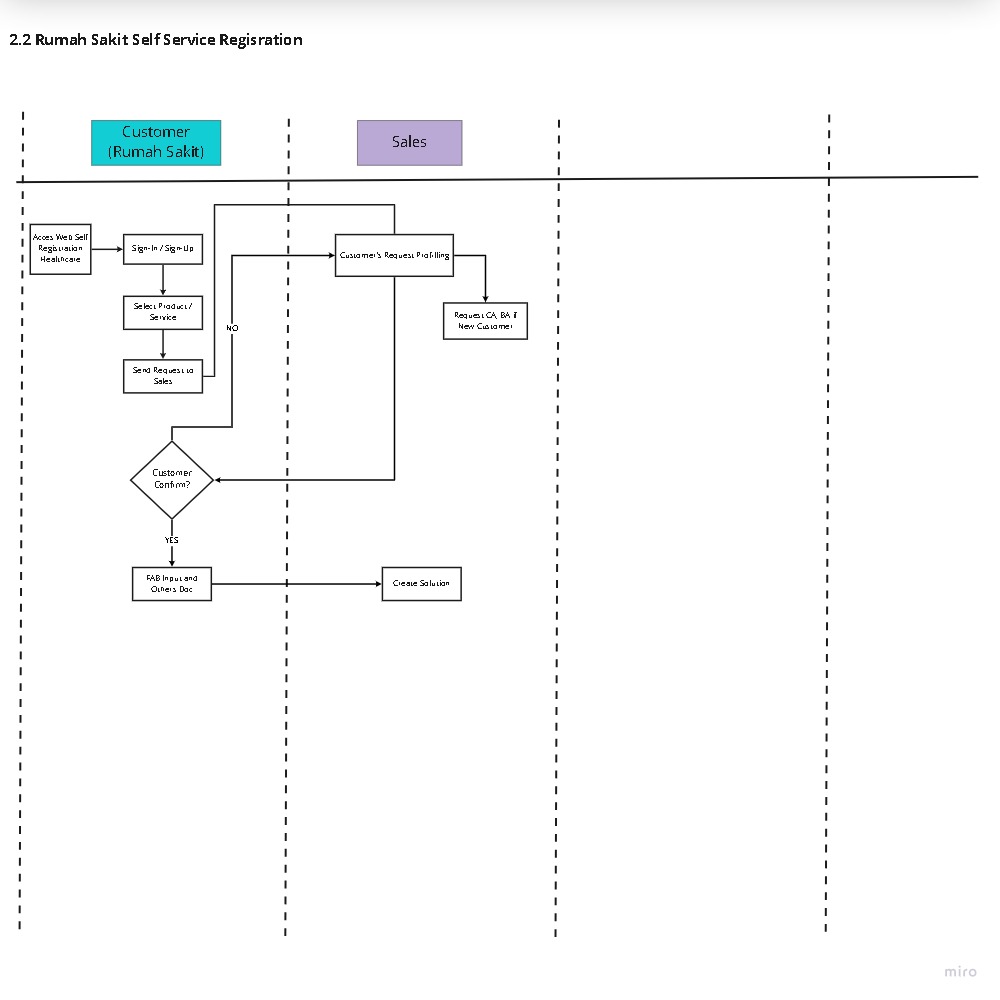 2.2 Rumah Sakit Self Service Regisration
Customer
(Rumah Sakit)
Sales
Acces Web Self
Registration
Healthcare
Sign-In / Sign-Up
Customer's Request Profilling
Select Product /
Service
Request CA, BA if
New Customer
NO
Send Request to
Sales
Customer
Confirm?
YES
FAB Input and
Others Doc
Create Solution
miro